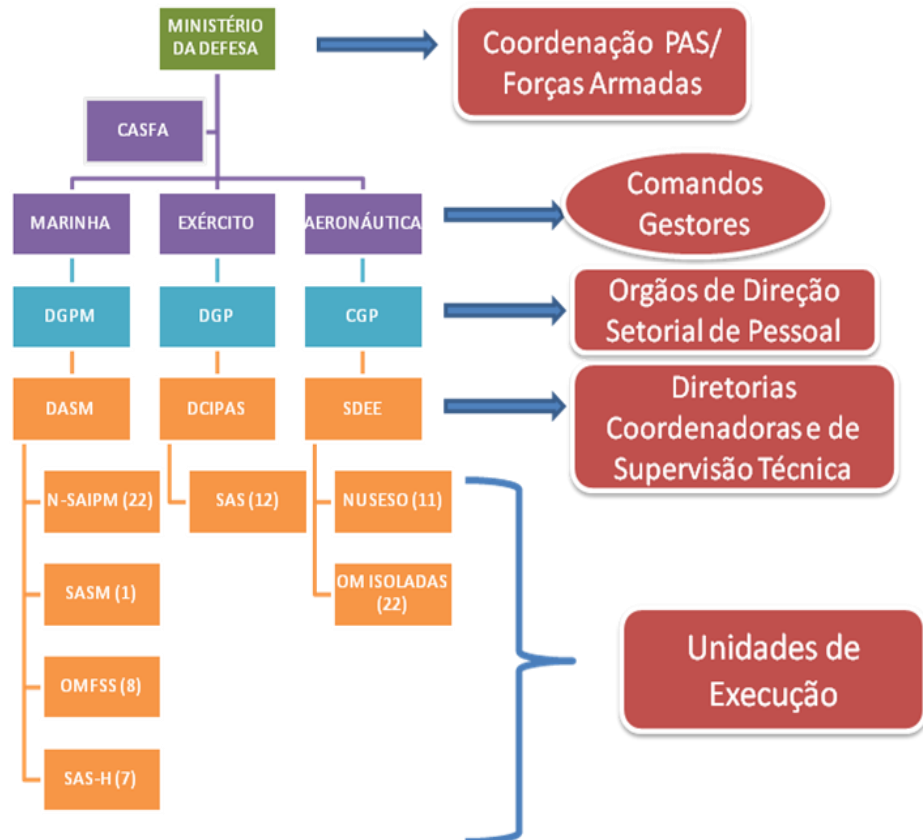 MINISTÉRIO
DA DEFESA
Coordenação PAS/
Forças Armadas
CASFA
MARINHA
EXÉRCITO
AERONÁUTICA
Comandos
Gestores
DGPM
DGP
CGP
Orgãos de Direção
Setorial de Pessoal
DASM
DCIPAS
SDEE
Diretorias
Coordenadoras e de
Supervisão Técnica
N-SAIPM (22)
SAS (12)
NUSESO (11)
SASM (1)
OM ISOLADAS
(22)
OMFSS (8)
SAS-H (7)
Unidades de
Execução